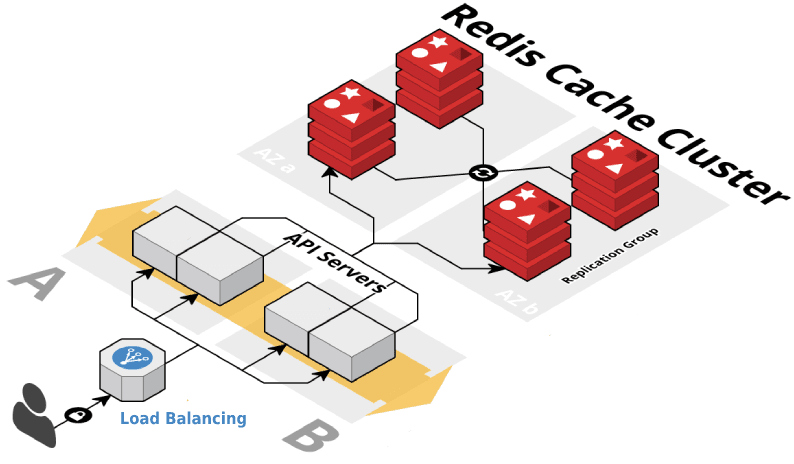 Redis Cache Cluster
AZ a
API Servers
Replication Group
AZ b
A
Load Balancing
B